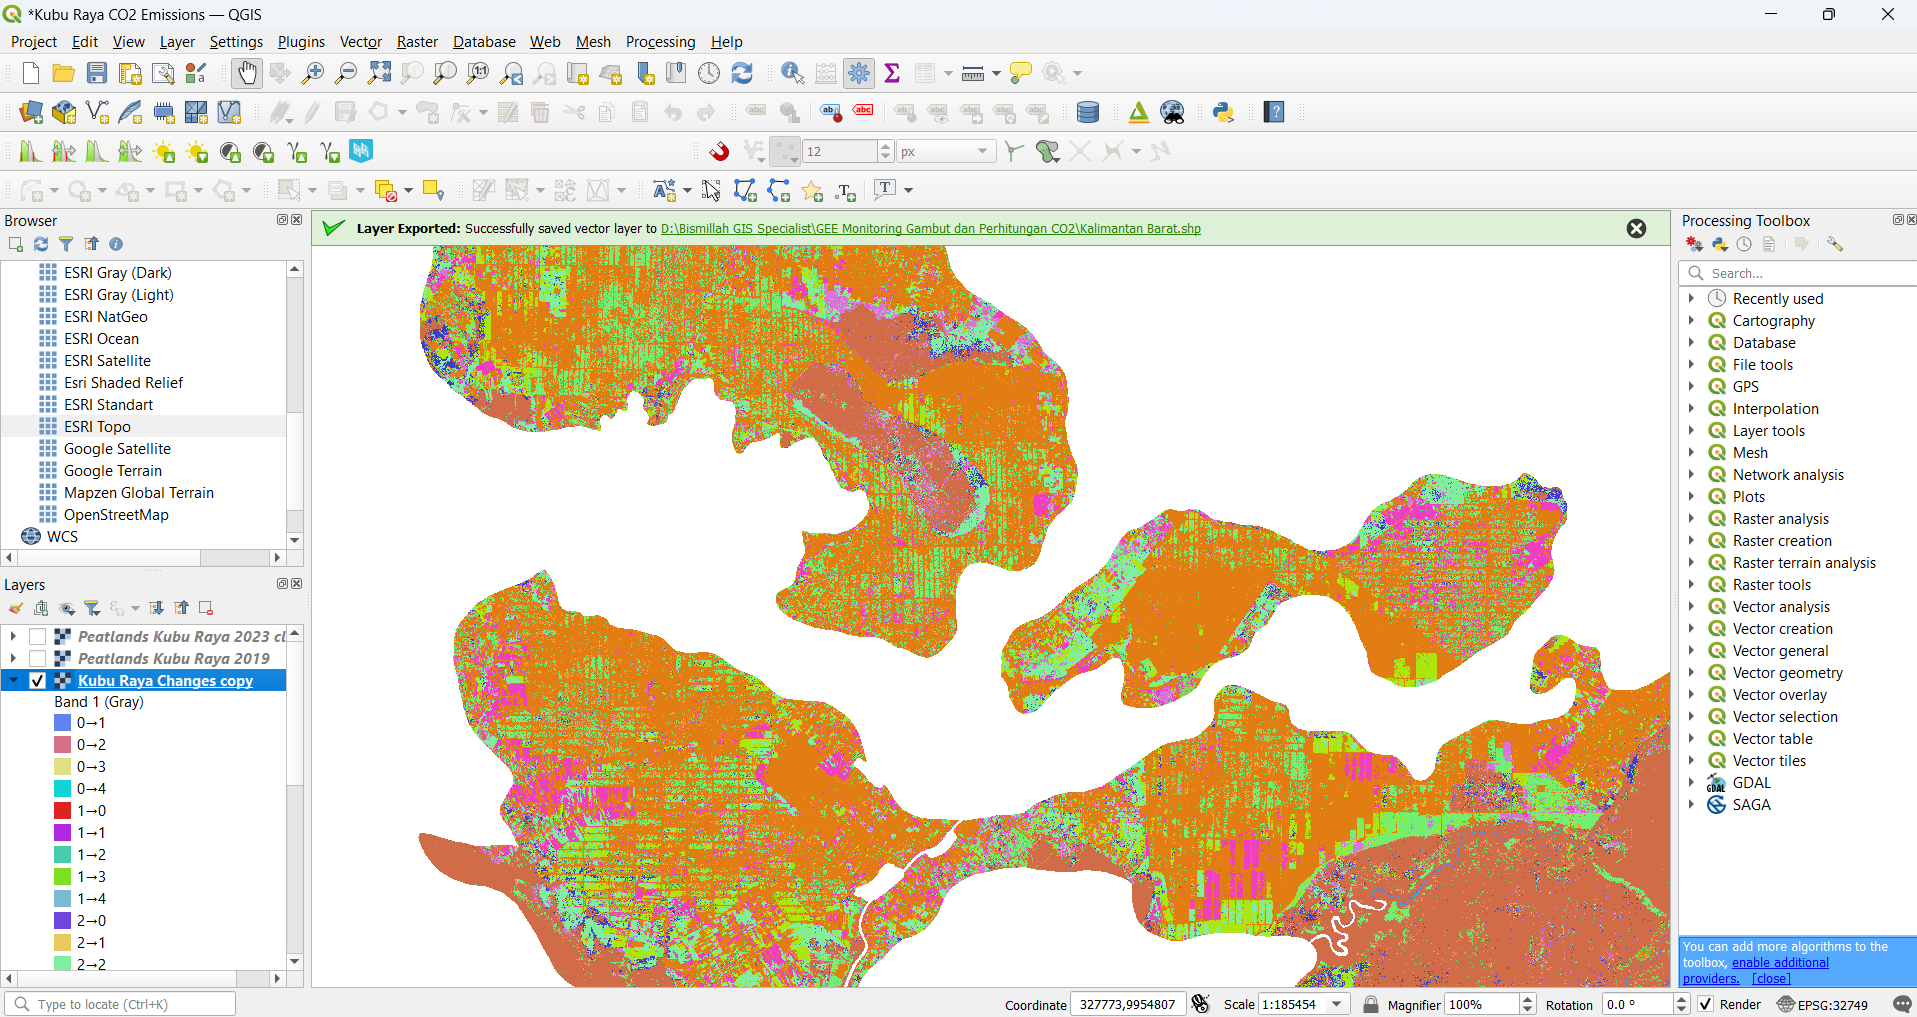 *Kubu Raya CO2 Emissions — QGIS
Project Edit View Layer Settings Plugins Vector Raster Database Web Mesh Processing Help
12 px
Browser
ESRI Gray (Dark)
ESRI Gray (Light)
ESRI NatGeo
ESRI Ocean
ESRI Satellite
Esri Shaded Relief
ESRI Standart
ESRI Topo
Google Satellite
Google Terrain
Mapzen Global Terrain
OpenStreetMap
WCS
Layers
Peatlands Kubu Raya 2023 cl
Peatlands Kubu Raya 2019
Kubu Raya Changes copy
Band 1 (Gray)
0→1
0→2
0→3
0→4
1→0
1→1
1→2
1→3
1→4
2→0
2→1
2→2
Layer Exported: Successfully saved vector layer to D:\Bismillah GIS Specialist\GEE Monitoring Gambut dan Perhitungan CO2\Kalimantan Barat.shp
Processing Toolbox
Search...
Recently used
Cartography
Database
File tools
GPS
Interpolation
Layer tools
Mesh
Network analysis
Plots
Raster analysis
Raster creation
Raster terrain analysis
Raster tools
Vector analysis
Vector creation
Vector general
Vector geometry
Vector overlay
Vector selection
Vector table
Vector tiles
GDAL
SAGA
You can add more algorithms to the
toolbox, enable additional
providers. [close]
Type to locate (Ctrl+K)
Coordinate 327773,9954807 Scale 1:185454 Magnifier 100% Rotation 0.0 ° Render EPSG:32749